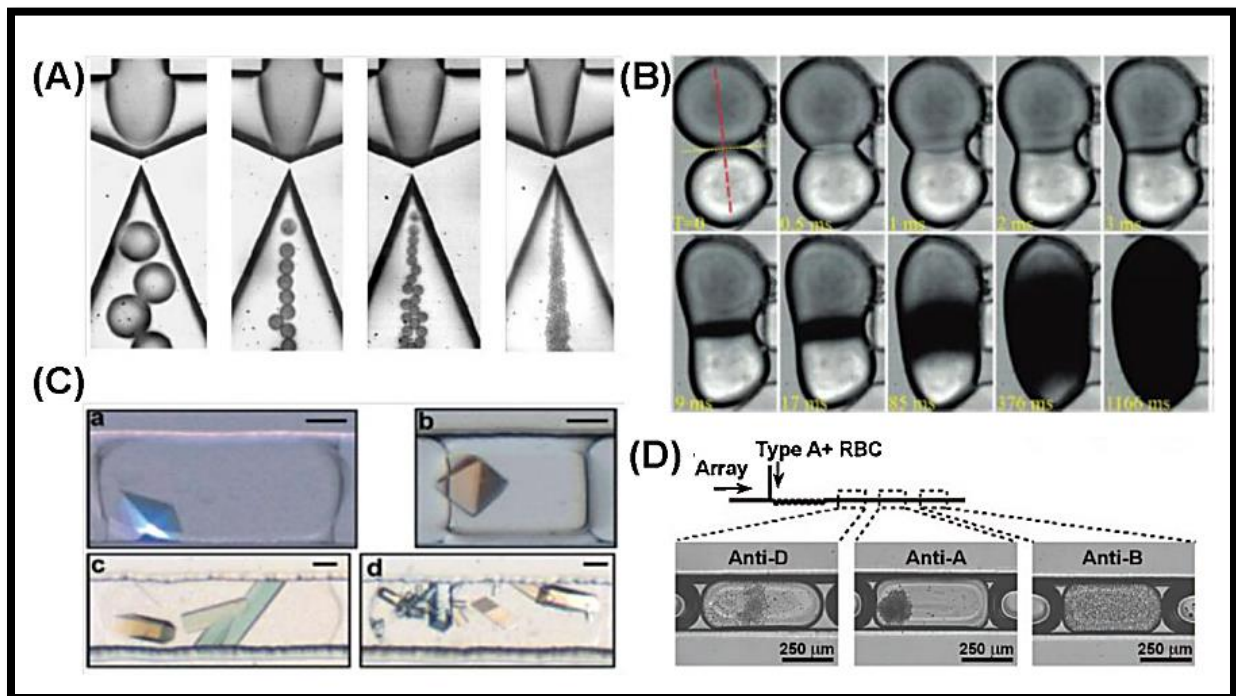 (A)
(B)
T=0 0.5 ms 1 ms 2 ms 3 ms
9 ms 17 ms 85 ms 376 ms 1166 ms
(C)
a
b
c
d
(D)
Type A+ RBC
Array
Anti-D Anti-A Anti-B
250 μm 250 μm 250 μm